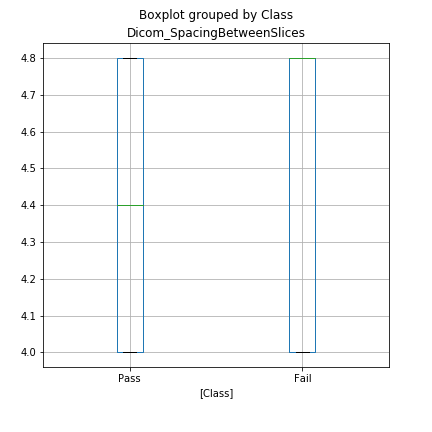 Boxplot grouped by Class
Dicom_SpacingBetweenSlices
4.8
4.7
4.6
4.5
4.4
4.3
4.2
4.1
4.0
Pass Fail
[Class]